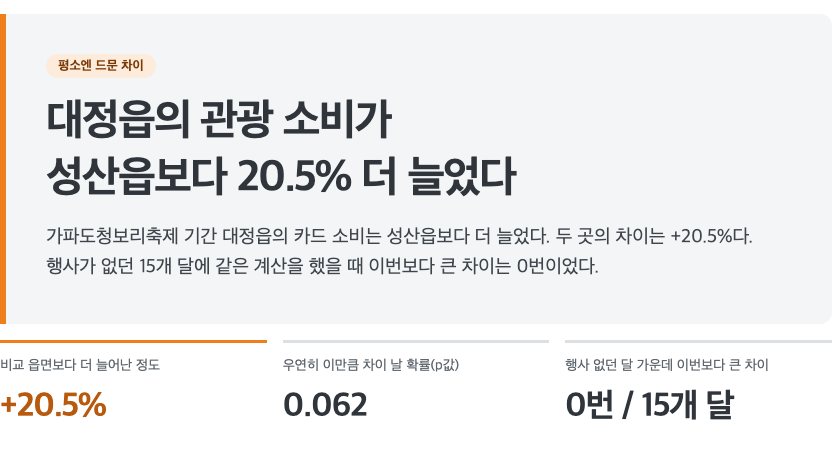 평소엔 드문 차이
대정읍의 관광 소비가
성산읍보다 20.5% 더 늘었다
가파도청보리축제 기간 대정읍의 카드 소비는 성산읍보다 더 늘었다. 두 곳의 차이는 +20.5%다.
행사가 없던 15개 달에 같은 계산을 했을 때 이번보다 큰 차이는 0번이었다.
비교 읍면보다 더 늘어난 정도
+20.5%
우연히 이만큼 차이 날 확률(p값)
0.062
행사 없던 달 가운데 이번보다 큰 차이
0번 / 15개 달